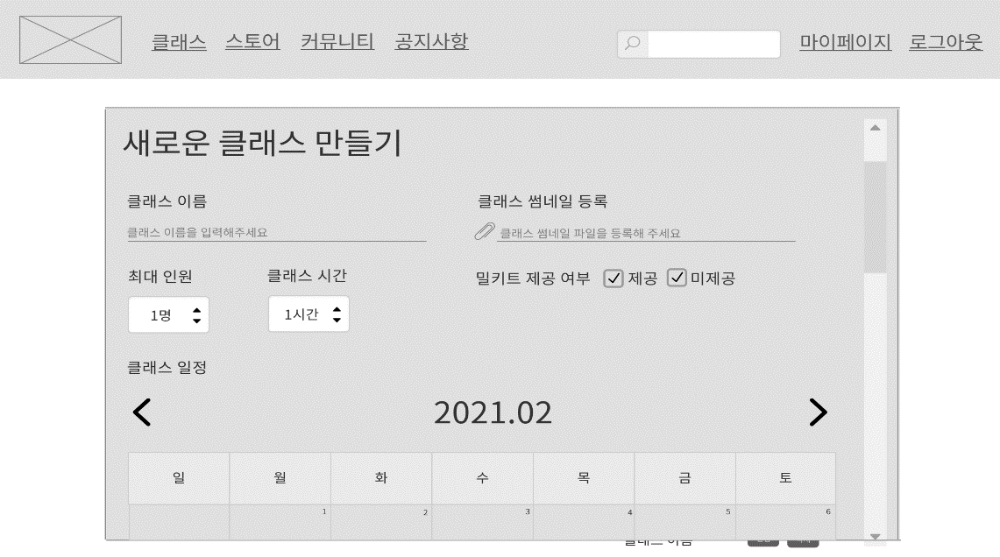 클래스 스토어 커뮤니티 공지사항 마이페이지 로그아웃
새로운 클래스 만들기
클래스 이름 클래스 썸네일 등록
클래스 이름을 입력해주세요 클래스 썸네일 파일을 등록해 주세요
최대 인원 클래스 시간 밀키트 제공 여부 제공 미제공
1명 1시간
클래스 일정
2021.02
일 월 화 수 목 금 토
1 2 3 4 5 6
클래스 이름